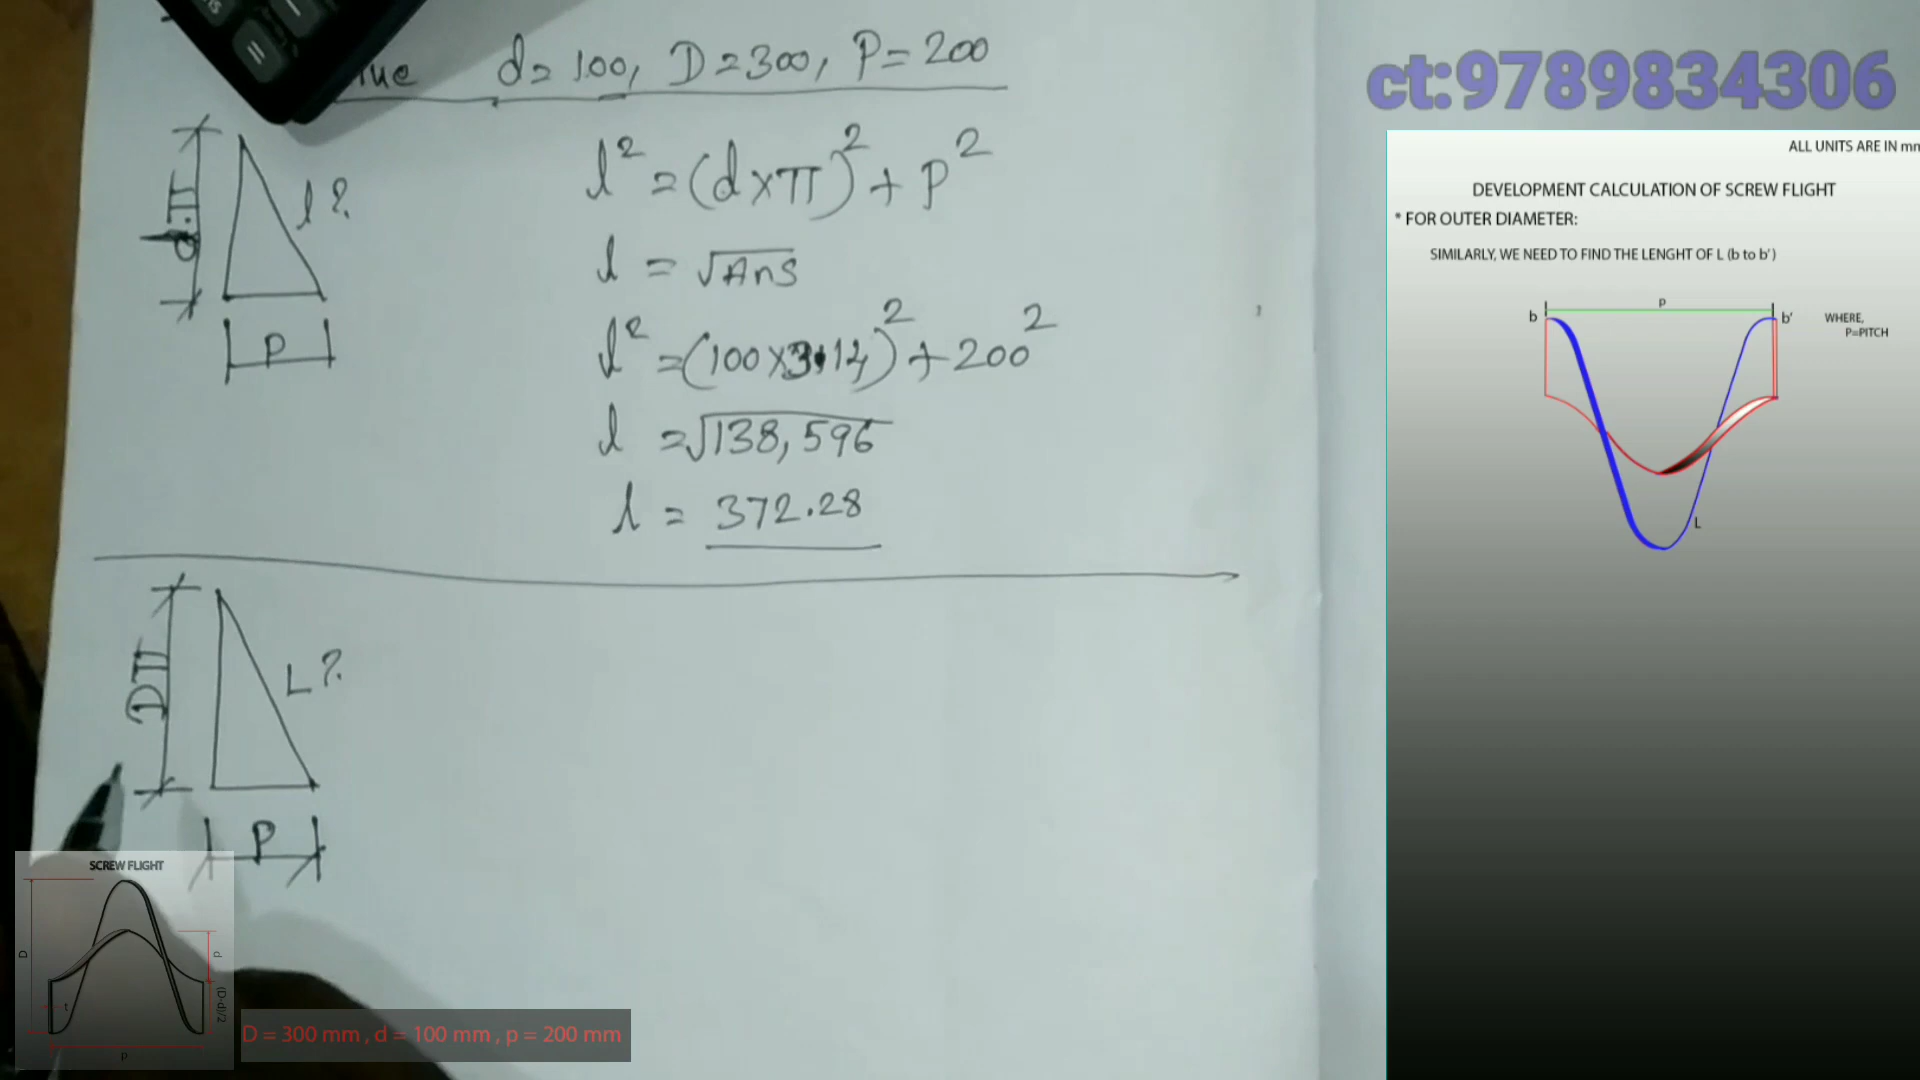 d= 100, D=300, P= 200
d.π
l?
P
l² = (d×π)² + P²
l = √Ans
l² =(100×3.14)² + 200²
l =√138,596
l = 372.28
Dπ
L?
P
SCREW FLIGHT
D
d
(D-d)/2
t
p
D = 300 mm , d = 100 mm , p = 200 mm
ct:9789834306
ALL UNITS ARE IN mm
DEVELOPMENT CALCULATION OF SCREW FLIGHT
* FOR OUTER DIAMETER:
SIMILARLY, WE NEED TO FIND THE LENGHT OF L (b to b')
P
b
b'
WHERE,
P=PITCH
L